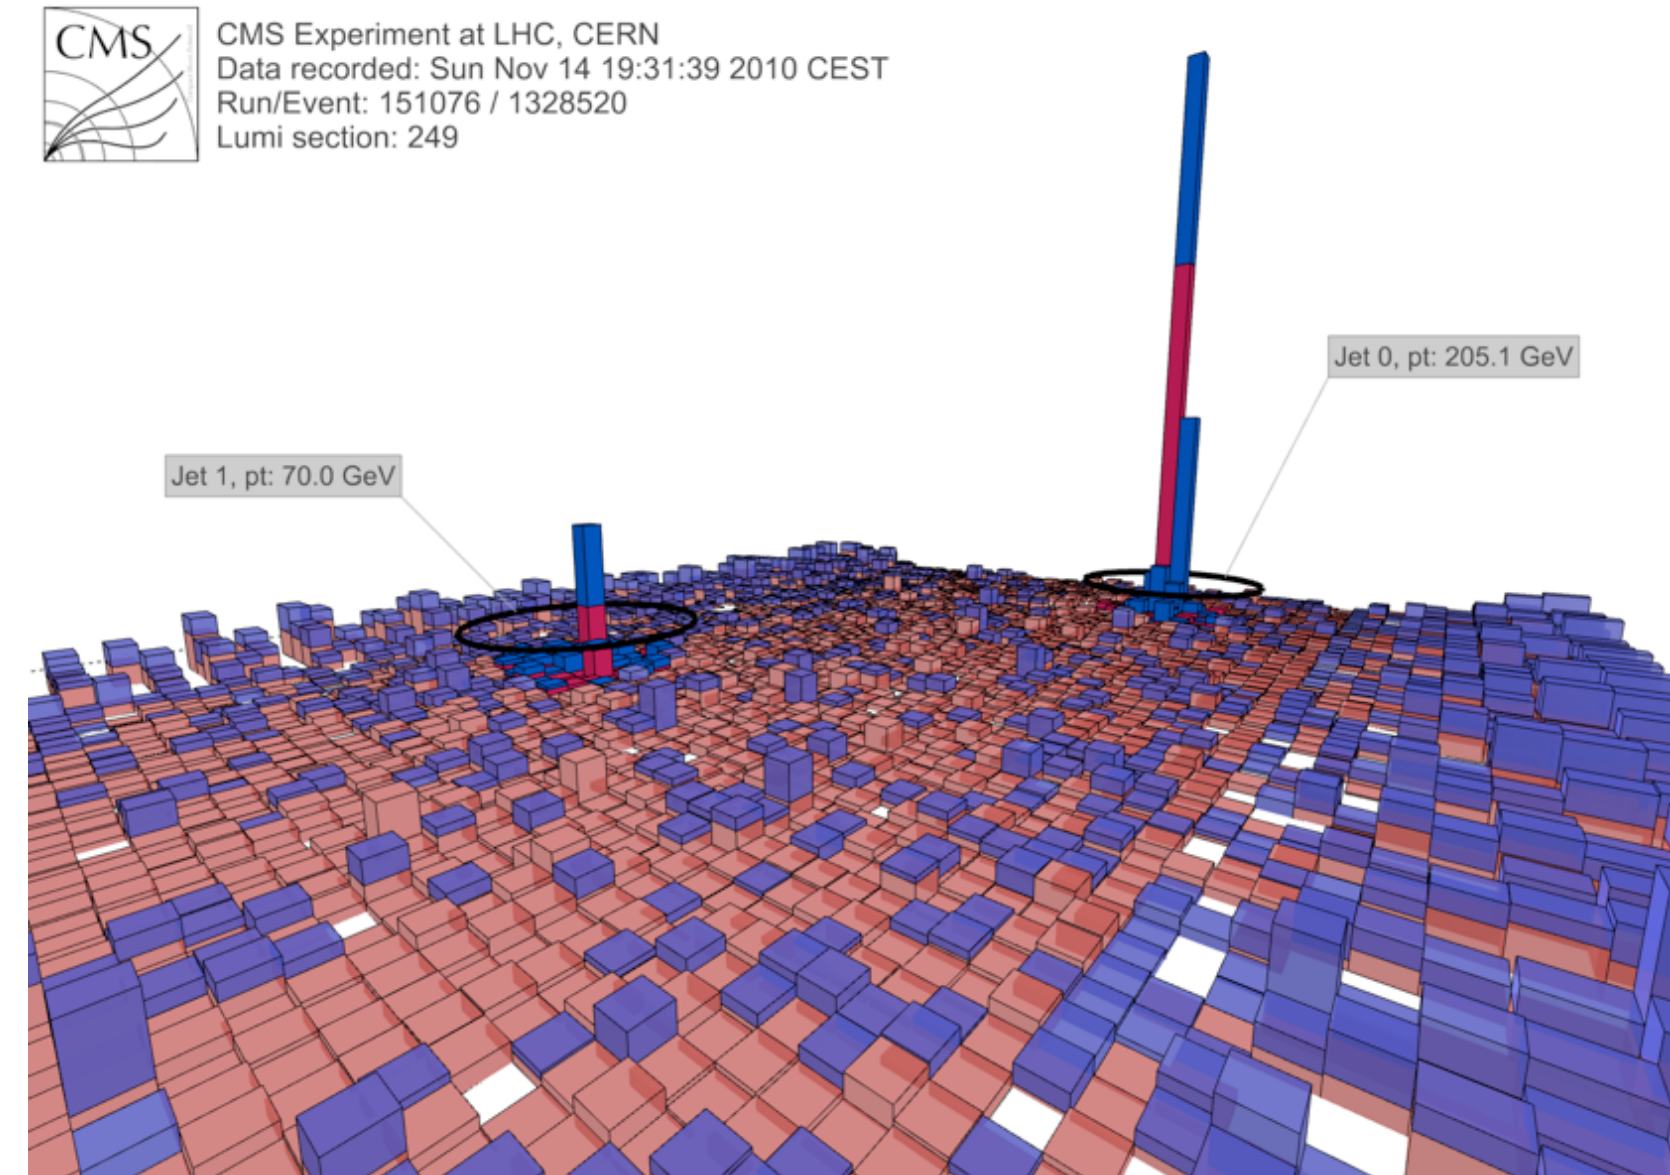 CMS
CMS Experiment at LHC, CERN
Data recorded: Sun Nov 14 19:31:39 2010 CEST
Run/Event: 151076 / 1328520
Lumi section: 249
Jet 0, pt: 205.1 GeV
Jet 1, pt: 70.0 GeV